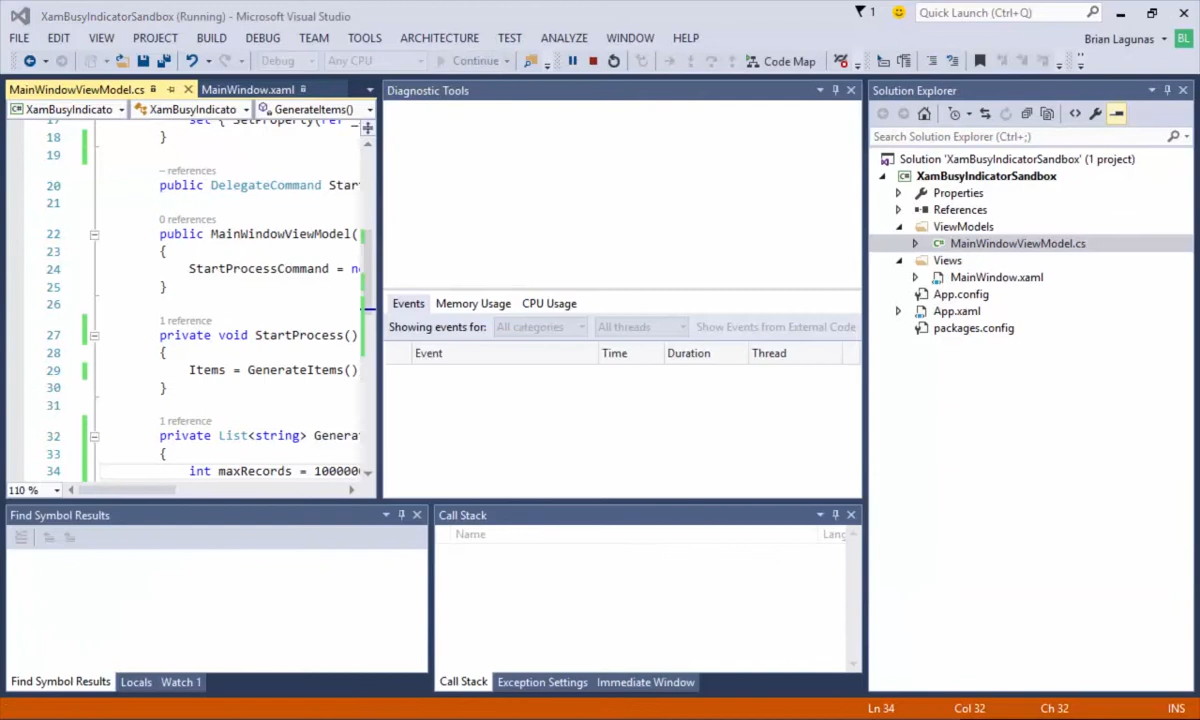 XamBusyIndicatorSandbox (Running) - Microsoft Visual Studio
1
Quick Launch (Ctrl+Q)
FILE EDIT VIEW PROJECT BUILD DEBUG TEAM TOOLS ARCHITECTURE TEST ANALYZE WINDOW HELP
Brian Lagunas BL
Debug Any CPU Continue Code Map
MainWindowViewModel.cs MainWindow.xaml
XamBusyIndicato XamBusyIndicato GenerateItems()
17 set { SetProperty(ref _
18 }
19
– references
20 public DelegateCommand Star
21
0 references
22 public MainWindowViewModel(
23 {
24 StartProcessCommand = ne
25 }
26
1 reference
27 private void StartProcess()
28 {
29 Items = GenerateItems()
30 }
31
1 reference
32 private List<string> Genera
33 {
34 int maxRecords = 1000000
110 %
Diagnostic Tools
Events Memory Usage CPU Usage
Showing events for: All categories All threads Show Events from External Code
Event Time Duration Thread
Solution Explorer
Search Solution Explorer (Ctrl+;)
Solution 'XamBusyIndicatorSandbox' (1 project)
XamBusyIndicatorSandbox
Properties
References
ViewModels
MainWindowViewModel.cs
Views
MainWindow.xaml
App.config
App.xaml
packages.config
Find Symbol Results
Find Symbol Results Locals Watch 1
Call Stack
Name Lang
Call Stack Exception Settings Immediate Window
Ln 34 Col 32 Ch 32 INS